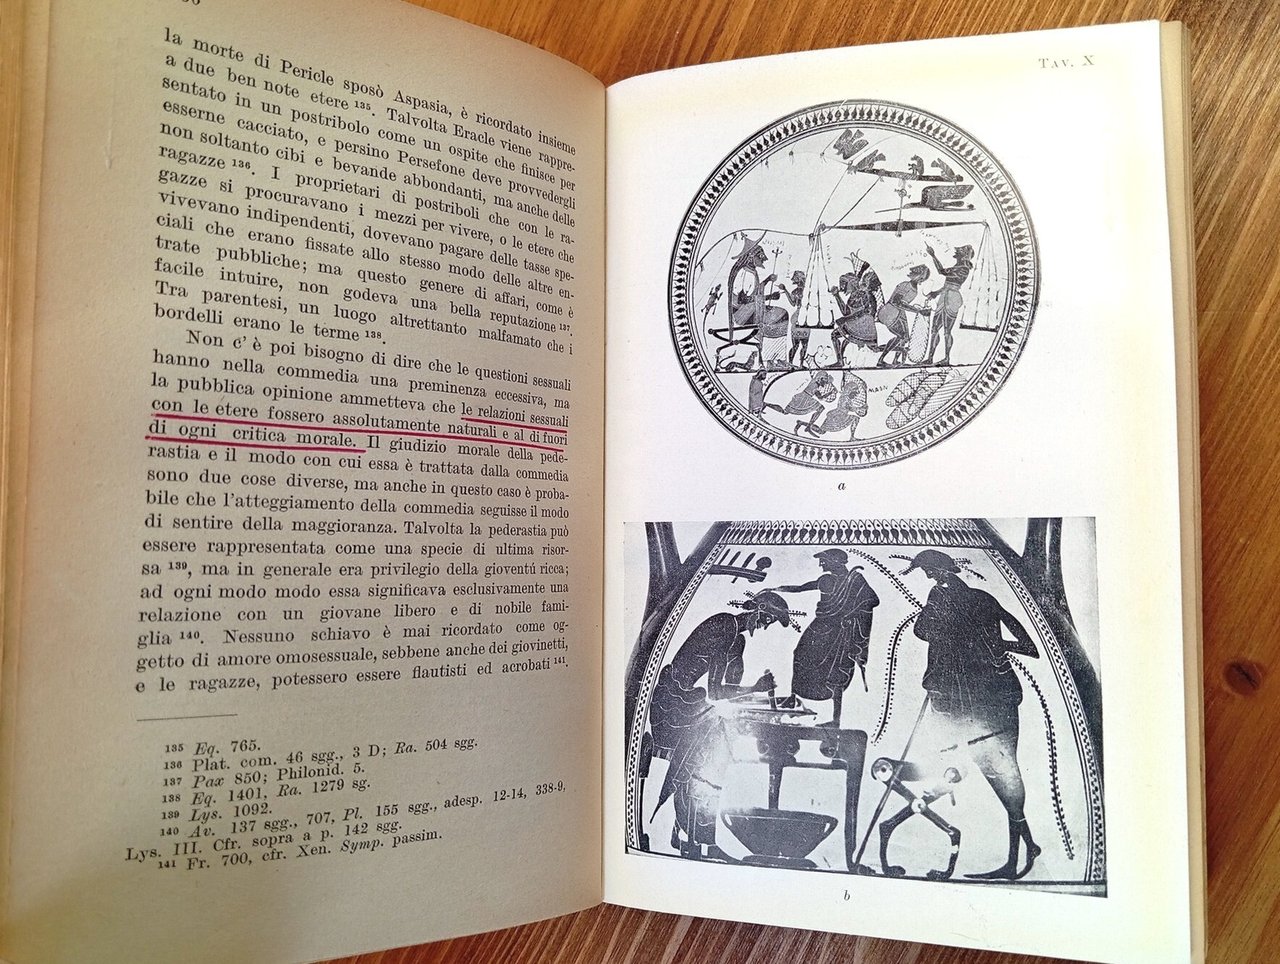 la morte di Pericle sposò Aspasia, è ricordato insieme
a due ben note etere ¹³⁵. Talvolta Eracle viene rappre-
sentato in un postribolo come un ospite che finisce per
esserne cacciato, e persino Persefone deve provvedergli
non soltanto cibi e bevande abbondanti, ma anche delle
ragazze ¹³⁶. I proprietari di postriboli che con le ra-
gazze si procuravano i mezzi per vivere, o le etere che
vivevano indipendenti, dovevano pagare delle tasse spe-
ciali che erano fissate allo stesso modo delle altre en-
trate pubbliche; ma questo genere di affari, come è
facile intuire, non godeva una bella reputazione ¹³⁷.
Tra parentesi, un luogo altrettanto malfamato che i
bordelli erano le terme ¹³⁸.
Non c'è poi bisogno di dire che le questioni sessuali
hanno nella commedia una preminenza eccessiva, ma
la pubblica opinione ammetteva che le relazioni sessuali
con le etere fossero assolutamente naturali e al di fuori
di ogni critica morale. Il giudizio morale della pede-
rastia e il modo con cui essa è trattata dalla commedia
sono due cose diverse, ma anche in questo caso è proba-
bile che l'atteggiamento della commedia seguisse il modo
di sentire della maggioranza. Talvolta la pederastia può
essere rappresentata come una specie di ultima risor-
sa ¹³⁹, ma in generale era privilegio della gioventú ricca;
ad ogni modo modo essa significava esclusivamente una
relazione con un giovane libero e di nobile fami-
glia ¹⁴⁰. Nessuno schiavo è mai ricordato come og-
getto di amore omosessuale, sebbene anche dei giovinetti,
e le ragazze, potessero essere flautisti ed acrobati ¹⁴¹.
¹³⁵ Eq. 765.
¹³⁶ Plat. com. 46 sgg., 3 D; Ra. 504 sgg.
¹³⁷ Pax 850; Philonid. 5.
¹³⁸ Eq. 1401, Ra. 1279 sg.
¹³⁹ Lys. 1092.
¹⁴⁰ Av. 137 sgg., 707, Pl. 155 sgg., adesp. 12-14, 338-9,
Lys. III. Cfr. sopra a p. 142 sgg.
¹⁴¹ Fr. 700, cfr. Xen. Symp. passim.
Tav. X
a
b